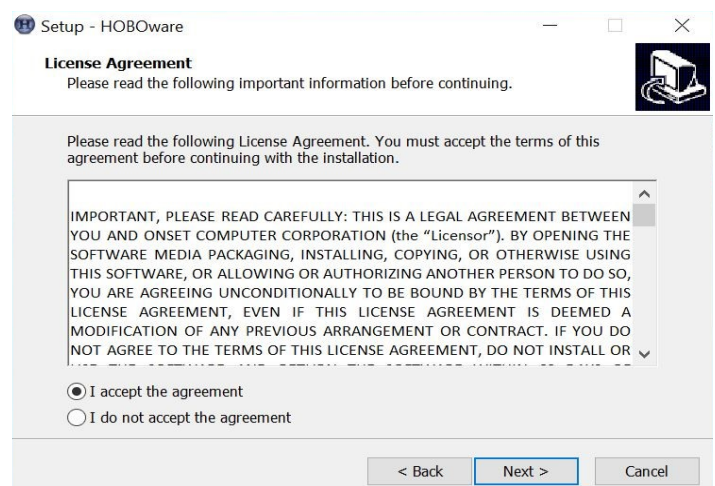 Setup - HOBOware
License Agreement
Please read the following important information before continuing.
Please read the following License Agreement. You must accept the terms of this
agreement before continuing with the installation.
IMPORTANT, PLEASE READ CAREFULLY: THIS IS A LEGAL AGREEMENT BETWEEN
YOU AND ONSET COMPUTER CORPORATION (the “Licensor”). BY OPENING THE
SOFTWARE MEDIA PACKAGING, INSTALLING, COPYING, OR OTHERWISE USING
THIS SOFTWARE, OR ALLOWING OR AUTHORIZING ANOTHER PERSON TO DO SO,
YOU ARE AGREEING UNCONDITIONALLY TO BE BOUND BY THE TERMS OF THIS
LICENSE AGREEMENT, EVEN IF THIS LICENSE AGREEMENT IS DEEMED A
MODIFICATION OF ANY PREVIOUS ARRANGEMENT OR CONTRACT. IF YOU DO
NOT AGREE TO THE TERMS OF THIS LICENSE AGREEMENT, DO NOT INSTALL OR
I accept the agreement
I do not accept the agreement
< Back
Next >
Cancel